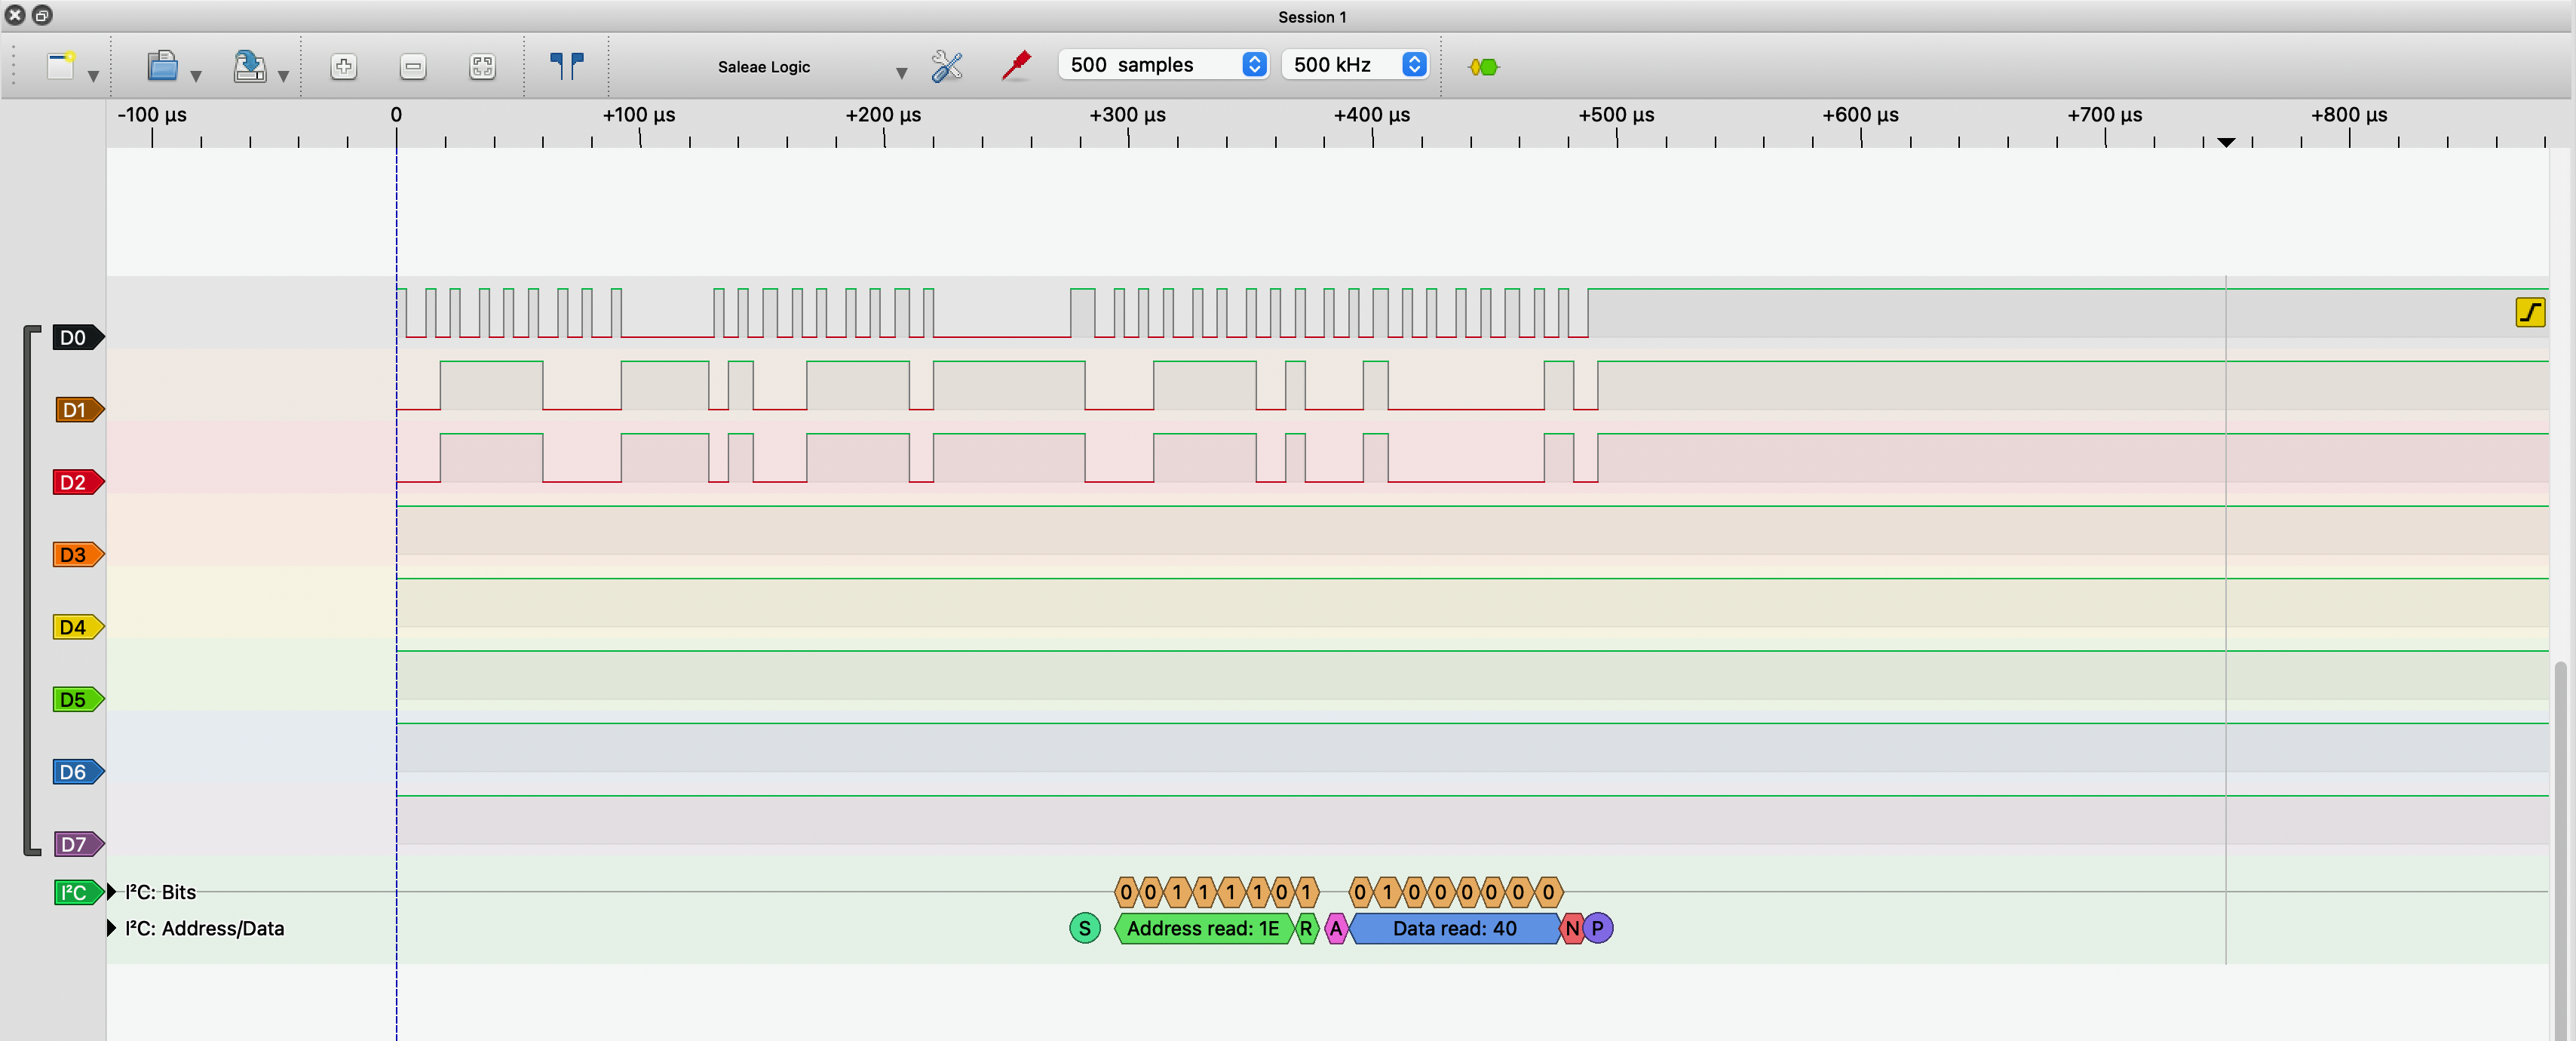 Session 1
Saleae Logic 500 samples 500 kHz
-100 µs 0 +100 µs +200 µs +300 µs +400 µs +500 µs +600 µs +700 µs +800 µs
D0
D1
D2
D3
D4
D5
D6
D7
I²C I²C: Bits 0 0 1 1 1 1 0 1 0 1 0 0 0 0 0 0
I²C: Address/Data S Address read: 1E R A Data read: 40 N P